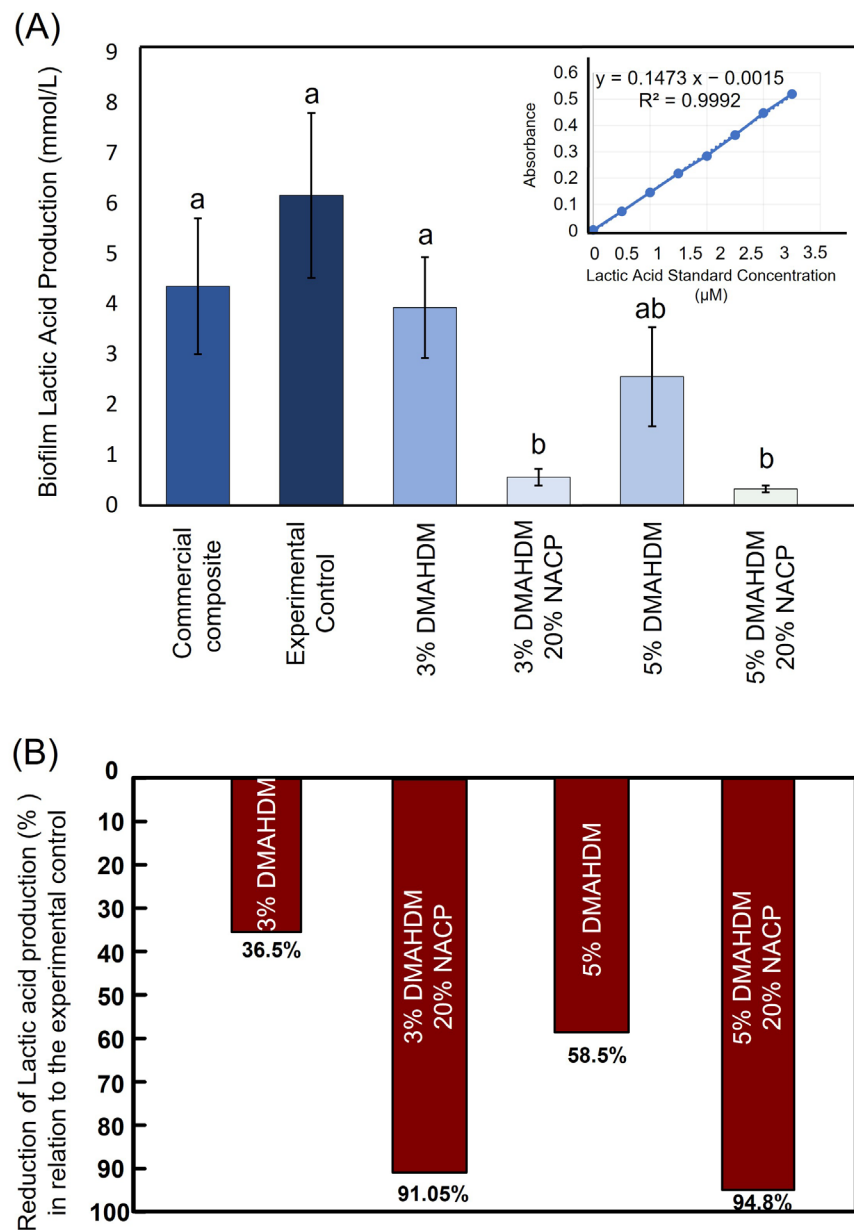 (A)
Biofilm Lactic Acid Production (mmol/L)
9
8
7
6
5
4
3
2
1
0
a
a
a
b
ab
b
y = 0.1473 x − 0.0015
R² = 0.9992
Absorbance
0.6
0.5
0.4
0.3
0.2
0.1
0
0 0.5 1 1.5 2 2.5 3 3.5
Lactic Acid Standard Concentration
(µM)
Commercial
composite
Experimental
Control
3% DMAHDM
3% DMAHDM
20% NACP
5% DMAHDM
5% DMAHDM
20% NACP
(B)
Reduction of Lactic acid production (% )
in relation to the experimental control
0
10
20
30
40
50
60
70
80
90
100
3% DMAHDM
36.5%
3% DMAHDM
20% NACP
91.05%
5% DMAHDM
58.5%
5% DMAHDM
20% NACP
94.8%